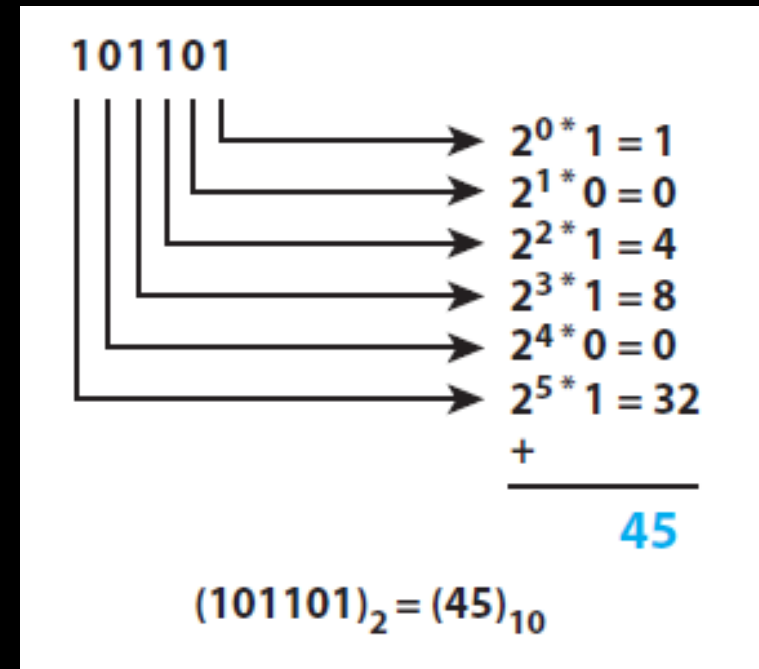 101101
2⁰ * 1 = 1
2¹ * 0 = 0
2² * 1 = 4
2³ * 1 = 8
2⁴ * 0 = 0
2⁵ * 1 = 32
+
45
(101101)₂ = (45)₁₀